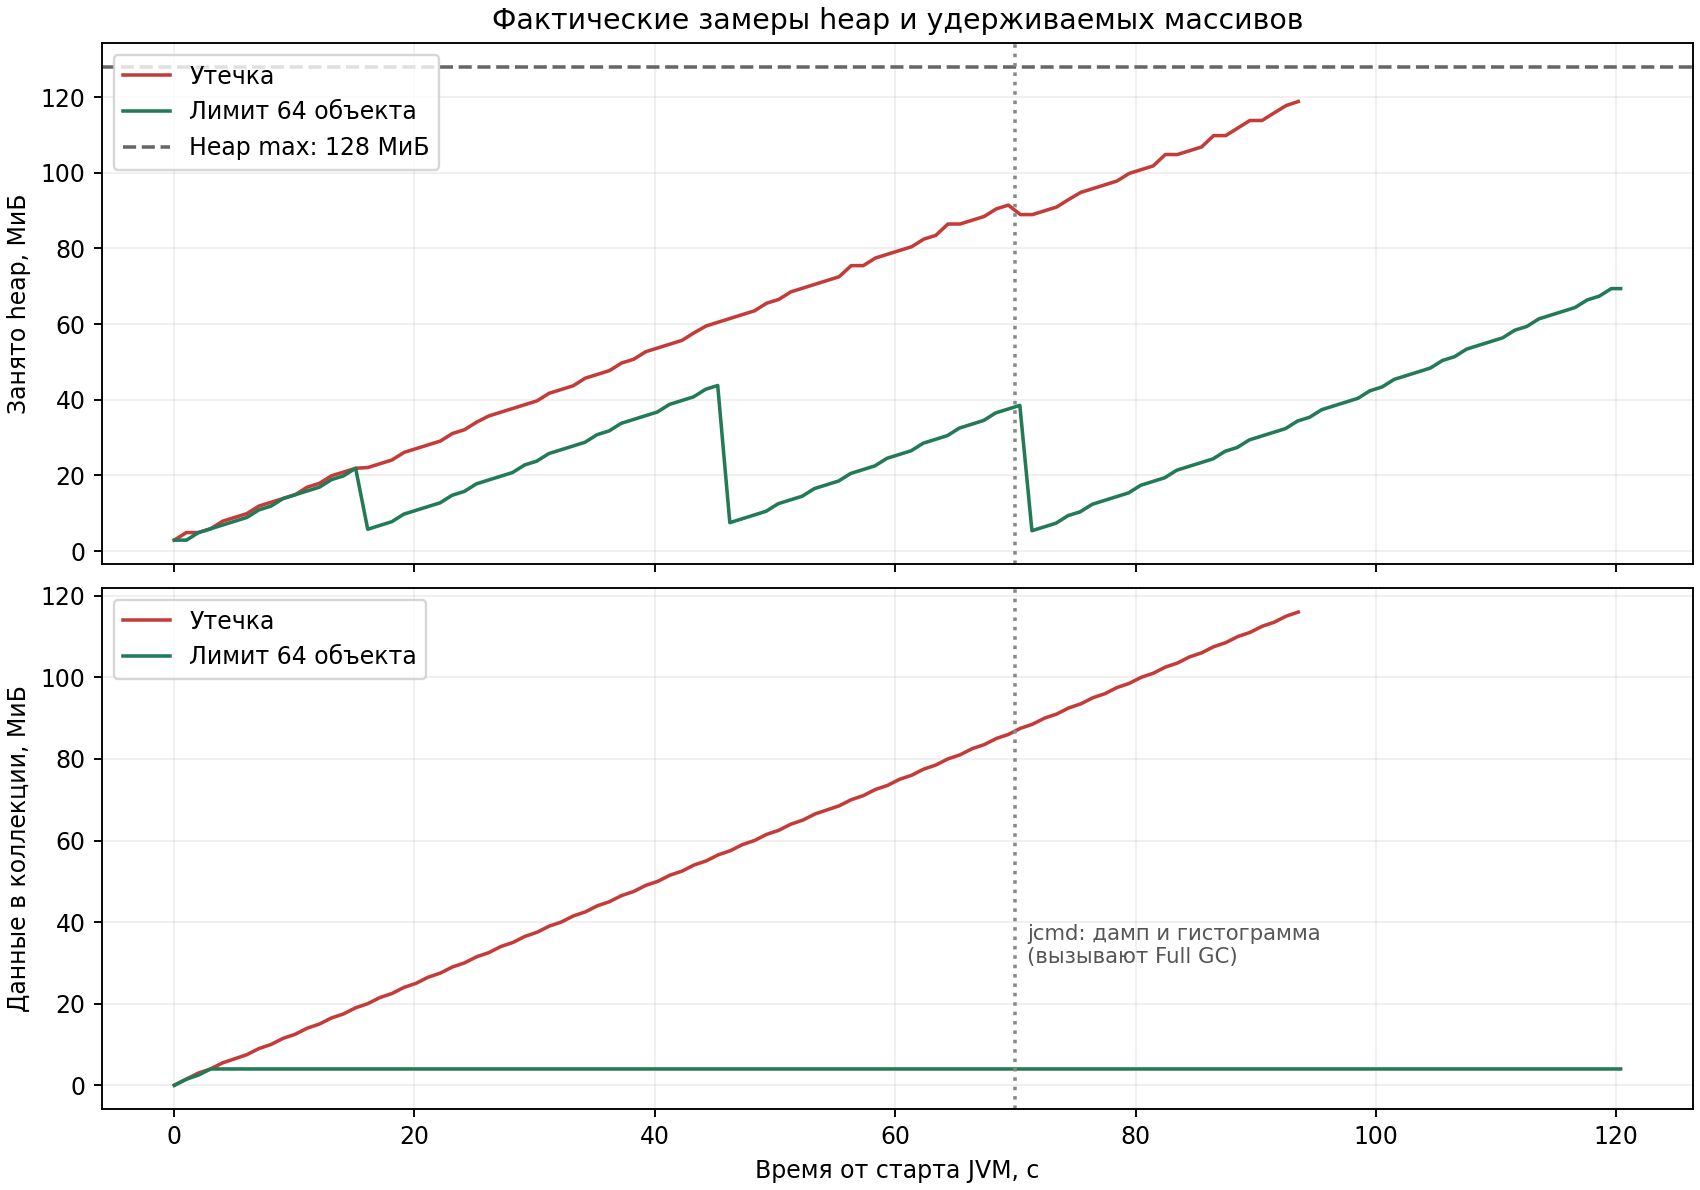 Фактические замеры heap и удерживаемых массивов
Утечка
Лимит 64 объекта
Heap max: 128 МиБ
Занято heap, МиБ
120
100
80
60
40
20
0
Утечка
Лимит 64 объекта
Данные в коллекции, МиБ
120
100
80
60
40
20
0
jcmd: дамп и гистограмма
(вызывают Full GC)
0 20 40 60 80 100 120
Время от старта JVM, с